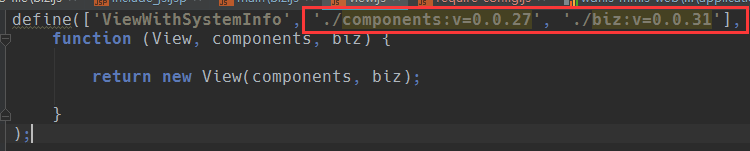 define(['ViewWithSystemInfo', './components:v=0.0.27', './biz:v=0.0.31'],
function (View, components, biz) {
return new View(components, biz);
}
);